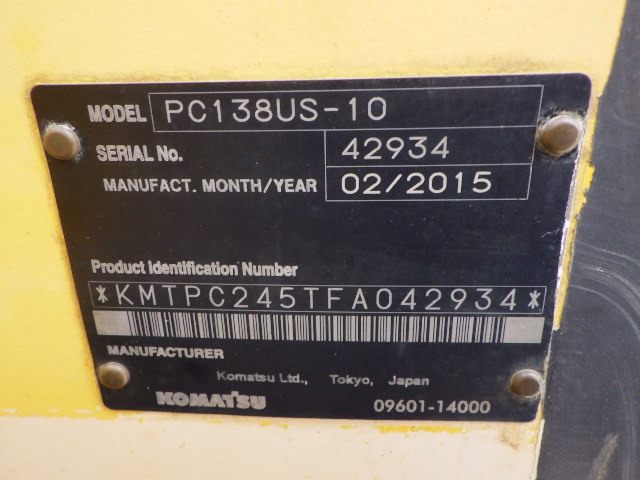 MODEL PC138US-10
SERIAL No. 42934
MANUFACT. MONTH/YEAR 02/2015
Product Identification Number
*KMTPC245TFA042934*
MANUFACTURER
Komatsu Ltd., Tokyo, Japan
KOMATSU 09601-14000